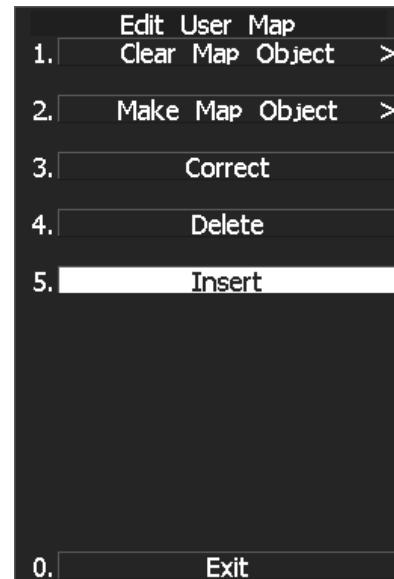 Edit User Map
1. Clear Map Object >
2. Make Map Object >
3. Correct
4. Delete
5. Insert
0. Exit